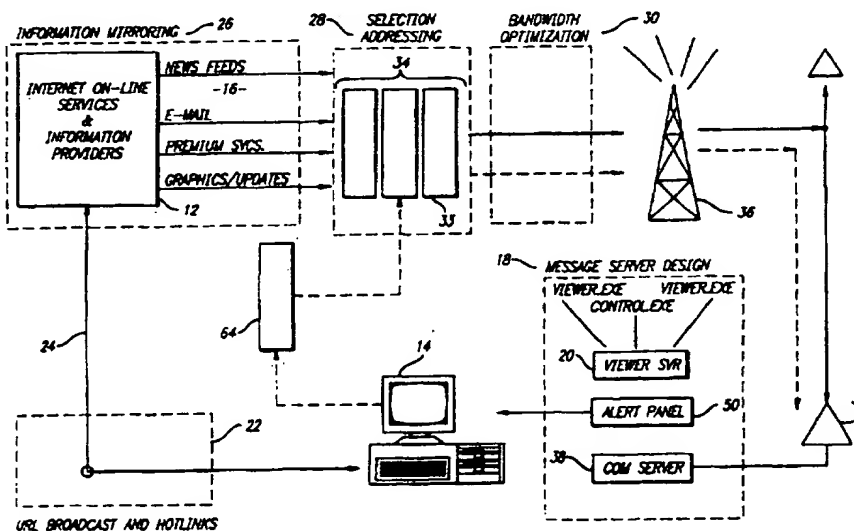 INFORMATION MIRRORING
26
28
SELECTION
ADDRESSING
BANDWIDTH
OPTIMIZATION
30
INTERNET ON-LINE
SERVICES
&
INFORMATION
PROVIDERS
NEWS FEEDS
-16-
E-MAIL
PREMIUM SVCS.
GRAPHICS/UPDATES
12
34
33
36
24
64
14
18
MESSAGE SERVER DESIGN
VIEWER.EXE
VIEWER.EXE
CONTROL.EXE
20
VIEWER SVR
ALERT PANEL
50
38
COM SERVER
22
URL BROADCAST AND HOTLINKS